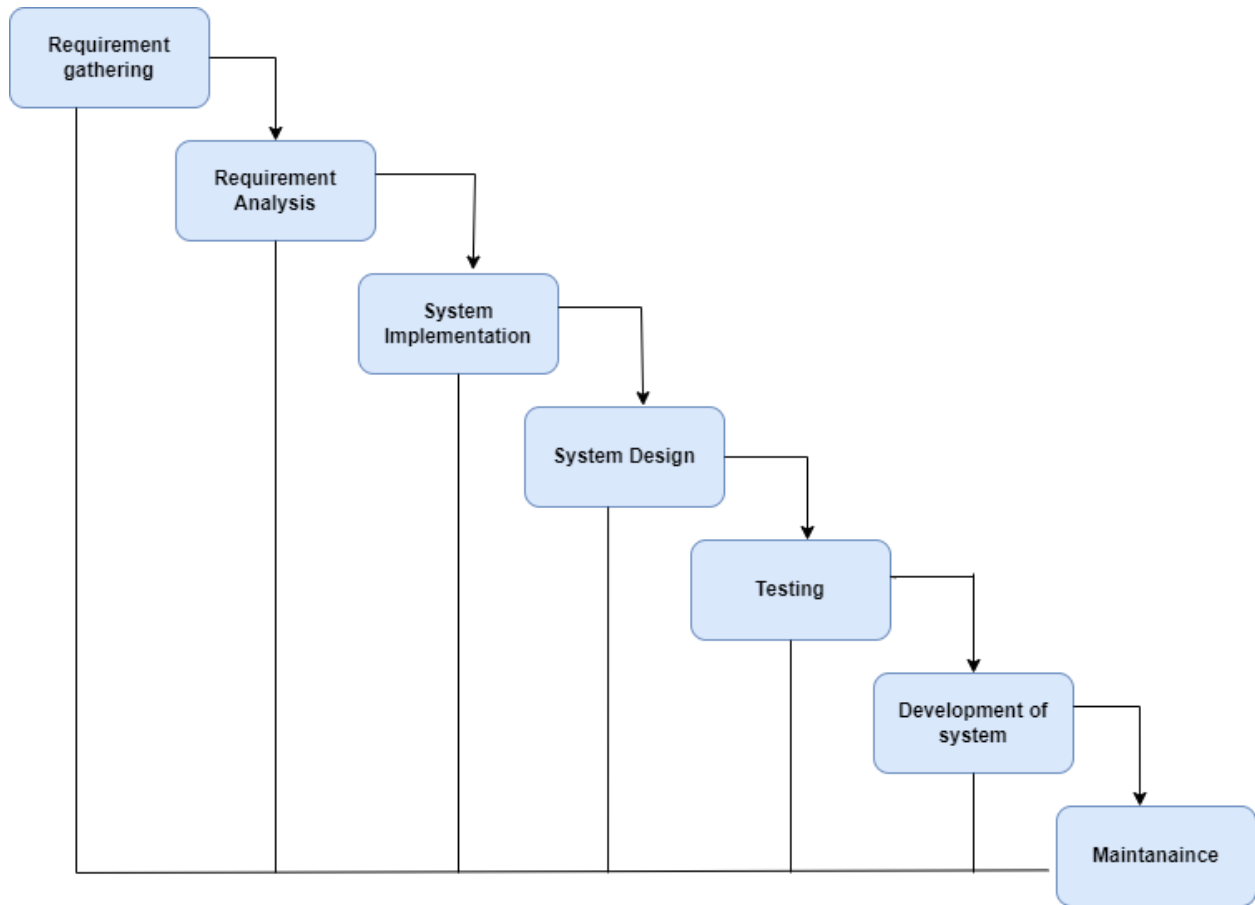 Requirement
gathering
Requirement
Analysis
System
Implementation
System Design
Testing
Development of
system
Maintanaince